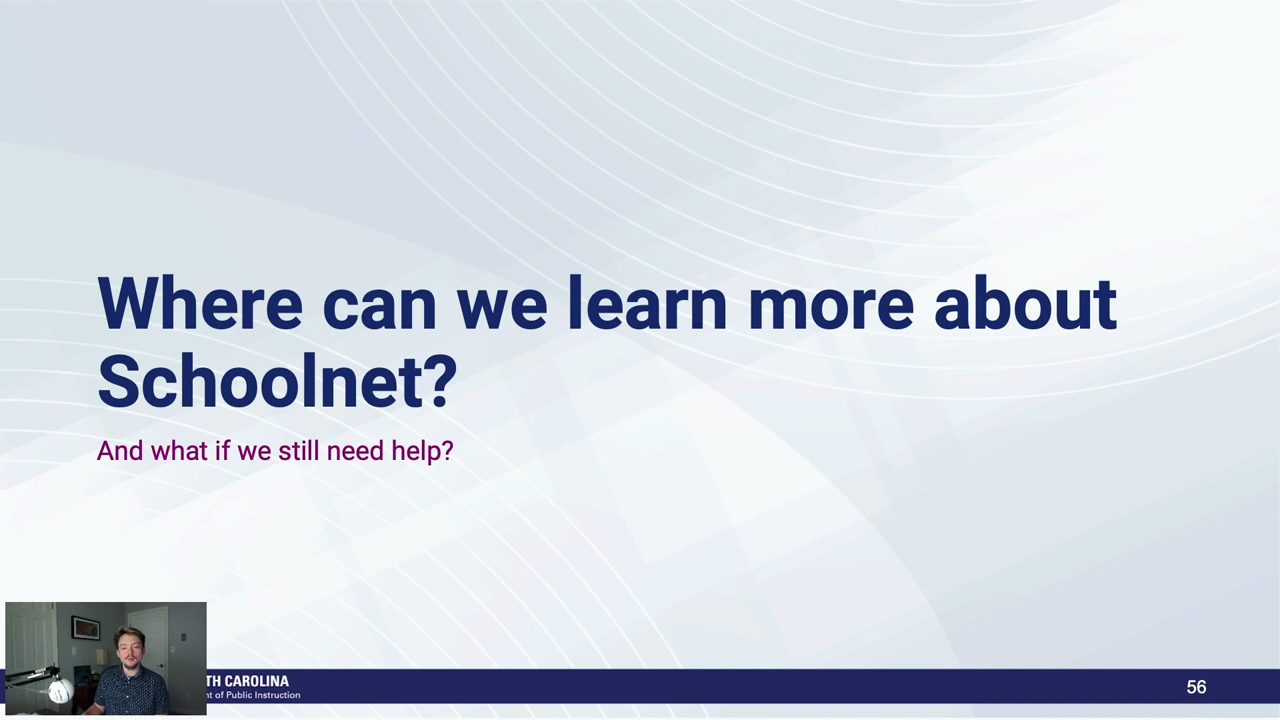 Where can we learn more about
Schoolnet?
And what if we still need help?
TH CAROLINA
of Public Instruction
56